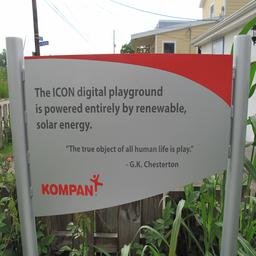 The ICON digital playground
is powered entirely by renewable,
solar energy.
"The true object of all human life is play."
- G.K. Chesterton
KOMPAN